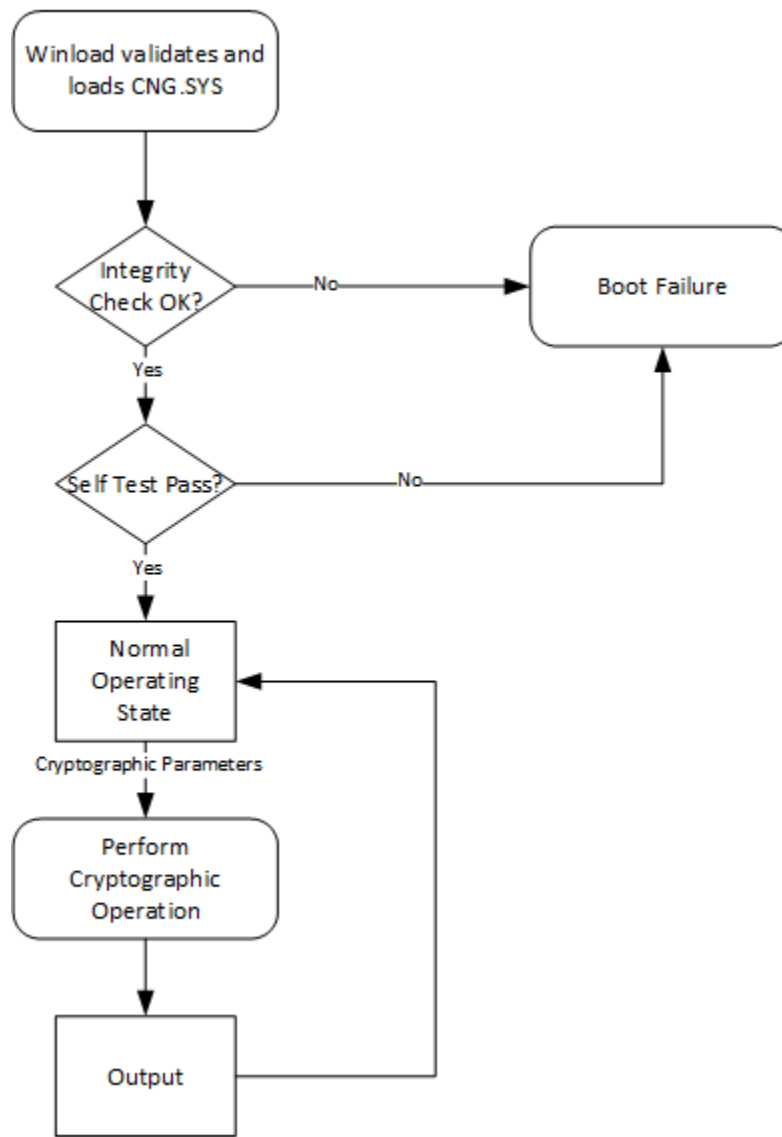 Winload validates and
loads CNG.SYS
Integrity
Check OK?
No
Boot Failure
Yes
Self Test Pass?
No
Yes
Normal
Operating
State
Cryptographic Parameters
Perform
Cryptographic
Operation
Output